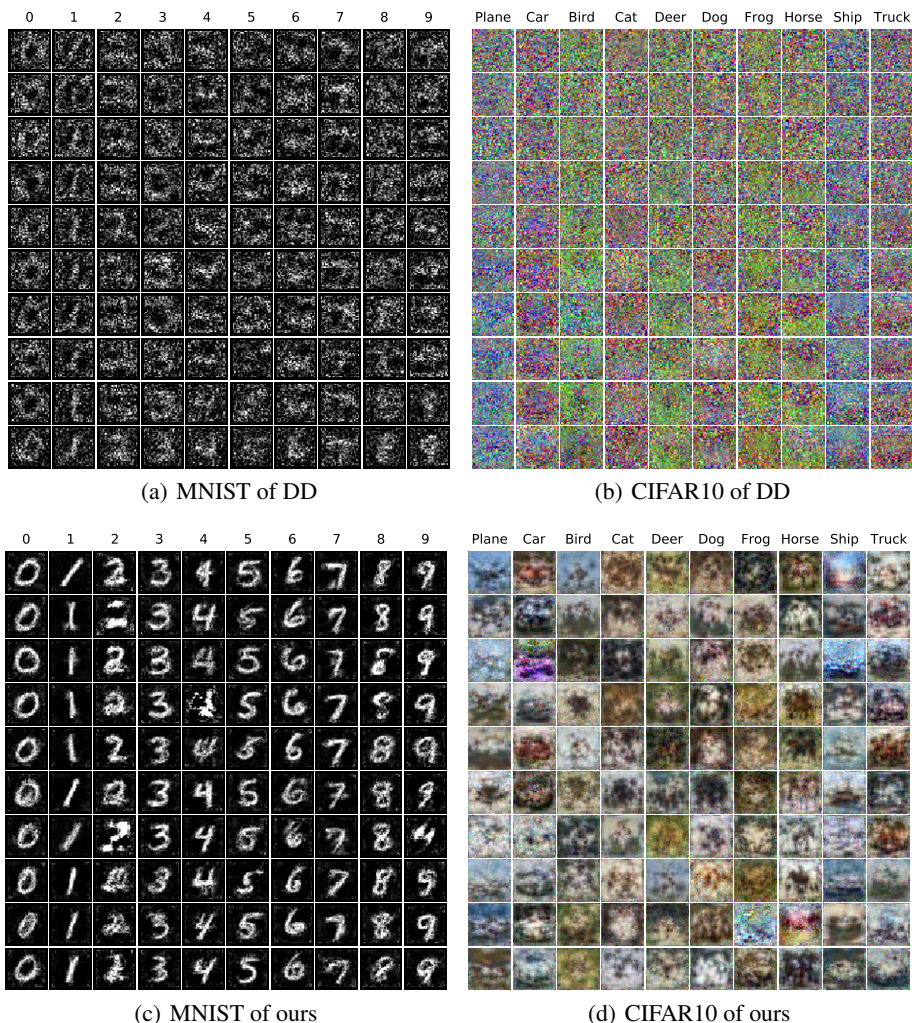 0 1 2 3 4 5 6 7 8 9
Plane Car Bird Cat Deer Dog Frog Horse Ship Truck
(a) MNIST of DD
(b) CIFAR10 of DD
0 1 2 3 4 5 6 7 8 9
Plane Car Bird Cat Deer Dog Frog Horse Ship Truck
(c) MNIST of ours
(d) CIFAR10 of ours